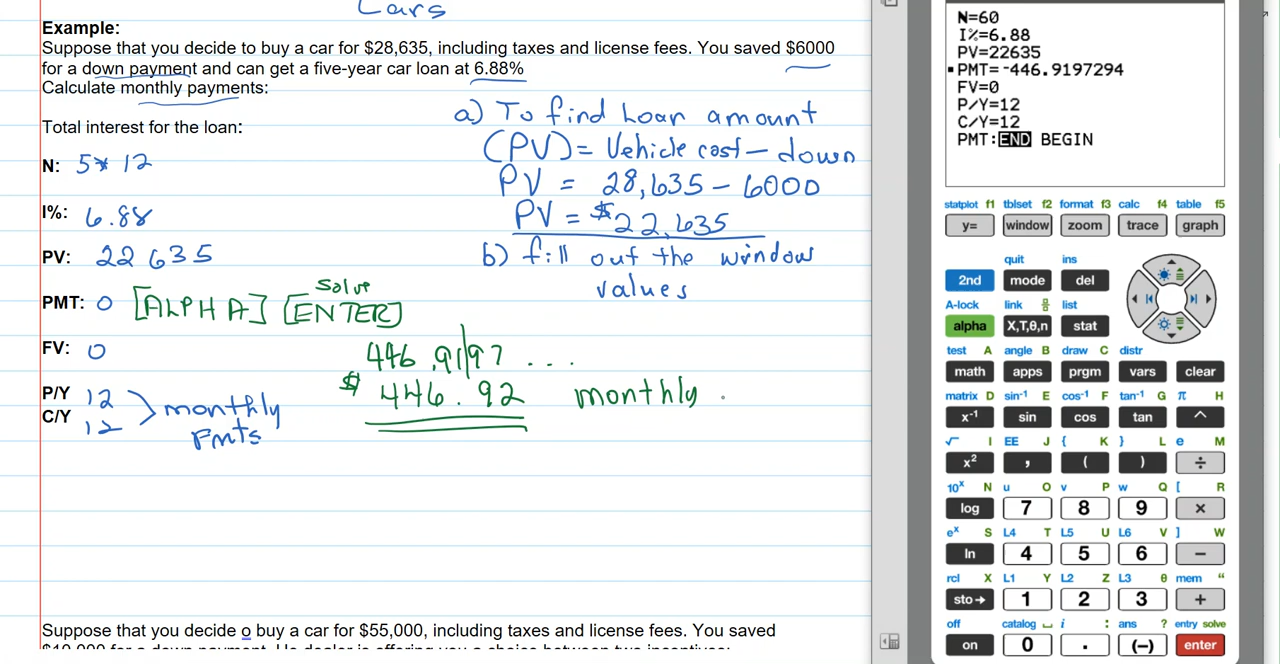 Cars
Example:
Suppose that you decide to buy a car for $28,635, including taxes and license fees. You saved $6000
for a down payment and can get a five-year car loan at 6.88%
Calculate monthly payments:
Total interest for the loan:
N: 5*12
I%: 6.88
PV: 22635
PMT: 0 [ALPHA] [ENTER]
Solve
FV: 0
P/Y 12
C/Y: 12
monthly
Pmts
a) To find Loan amount
(PV) = Vehicle cost - down
PV = 28,635 - 6000
PV = $22,635
b) fill out the window
values
446.9197 ...
$446.92 monthly
Suppose that you decide o buy a car for $55,000, including taxes and license fees. You saved
N=60
I%=6.88
PV=22635
▪PMT=-446.9197294
FV=0
P/Y=12
C/Y=12
PMT:END BEGIN
statplot f1 tblset f2 format f3 calc f4 table f5
y= window zoom trace graph
quit ins
2nd mode del
A-lock link list
alpha X,T,θ,n stat
test A angle B draw C distr
math apps prgm vars clear
matrix D sin⁻¹ E cos⁻¹ F tan⁻¹ G π H
x⁻¹ sin cos tan ^
√ I EE J { K } L e M
x² , ( ) ÷
10ˣ N u O v P w Q [ R
log 7 8 9 ×
eˣ S L4 T L5 U L6 V ] W
ln 4 5 6 −
rcl X L1 Y L2 Z L3 θ mem "
sto→ 1 2 3 +
off catalog ⎵ i : ans ? entry solve
on 0 . (−) enter